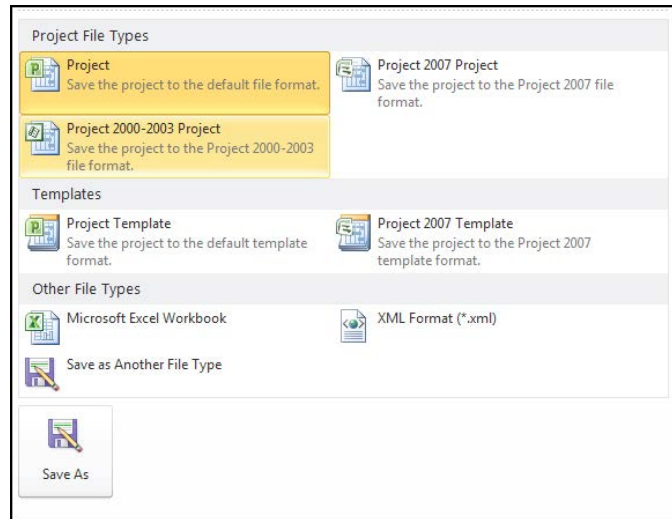 Project File Types
Project
Save the project to the default file format.
Project 2007 Project
Save the project to the Project 2007 file
format.
Project 2000-2003 Project
Save the project to the Project 2000-2003
file format.
Templates
Project Template
Save the project to the default template
format.
Project 2007 Template
Save the project to the Project 2007
template format.
Other File Types
Microsoft Excel Workbook
XML Format (*.xml)
Save as Another File Type
Save As